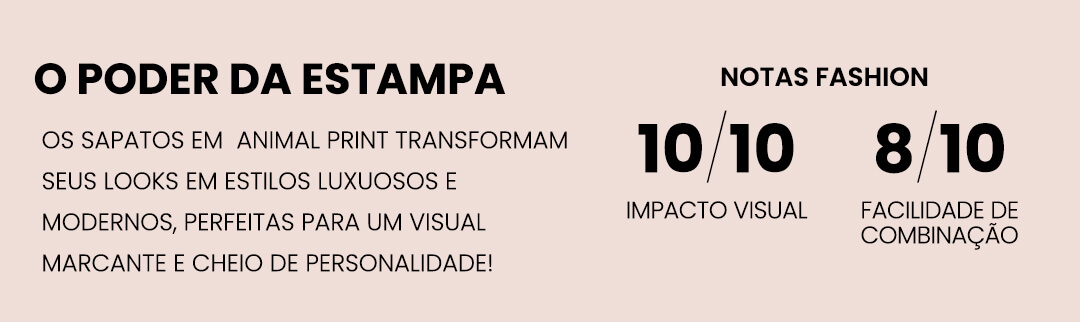 O PODER DA ESTAMPA
OS SAPATOS EM ANIMAL PRINT TRANSFORMAM
SEUS LOOKS EM ESTILOS LUXUOSOS E
MODERNOS, PERFEITAS PARA UM VISUAL
MARCANTE E CHEIO DE PERSONALIDADE!
NOTAS FASHION
10/10
IMPACTO VISUAL
8/10
FACILIDADE DE
COMBINAÇÃO